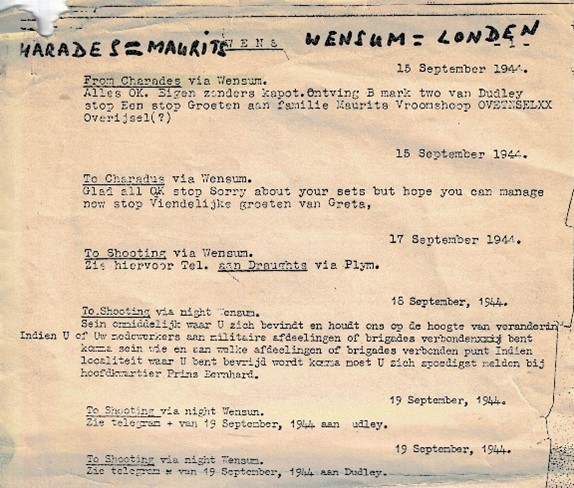 HARADES = MAURITS WENS WENSUM = LONDEN
15 September 1944.
From Charades via Wensum.
Alles OK. Eigen zenders kapot. Ontving B mark two van Dudley
stop Een stop Groeten aan familie Maurits Vroomshoop OVETNSELXX
Overijsel(?)
15 September 1944.
To Charadus via Wensum.
Glad all OK stop Sorry about your sets but hope you can manage
now stop Viendelijke groeten van Greta,
17 September 1944.
To Shooting via Wensum.
Zie hiervoor Tel. aan Draughts via Plym.
18 September, 1944.
To Shooting via night Wensum.
Sein onmiddelijk waar U zich bevindt en houdt ons op de hoogte van veranderin
Indien U of Uw medewerkers aan militaire afdeelingen of brigades verbondenxxij bent
komma sein wie en aan welke afdeelingen of brigades verbonden punt Indien
localiteit waar U bent bevrijd wordt komma moet U zich spoedigst melden bij
hoofdkwartier Prins Bernhard.
19 September, 1944.
To Shooting via night Wensun.
Zie telegram + van 19 September, 1944 aan udley.
19 September, 1944.
To Shooting via night Wensum.
Zie telegram van 19 September, 1944 aan Dudley.